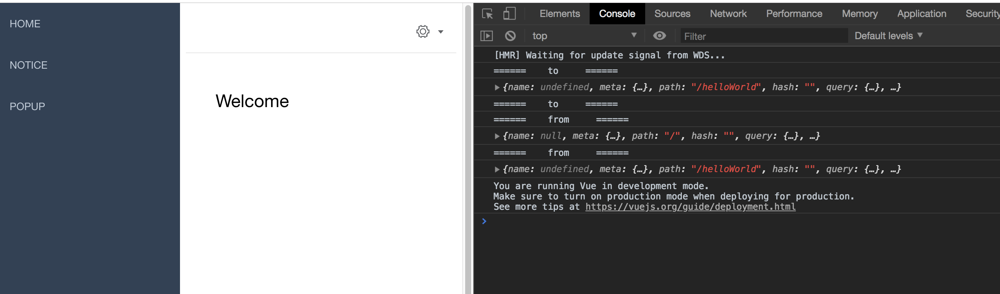 HOME
NOTICE
POPUP
Welcome
Elements Console Sources Network Performance Memory Application Security
top Filter Default levels
[HMR] Waiting for update signal from WDS...
====== to ======
{name: undefined, meta: {…}, path: "/helloWorld", hash: "", query: {…}, …}
====== to ======
====== from ======
{name: null, meta: {…}, path: "/", hash: "", query: {…}, …}
====== from ======
{name: undefined, meta: {…}, path: "/helloWorld", hash: "", query: {…}, …}
You are running Vue in development mode.
Make sure to turn on production mode when deploying for production.
See more tips at https://vuejs.org/guide/deployment.html